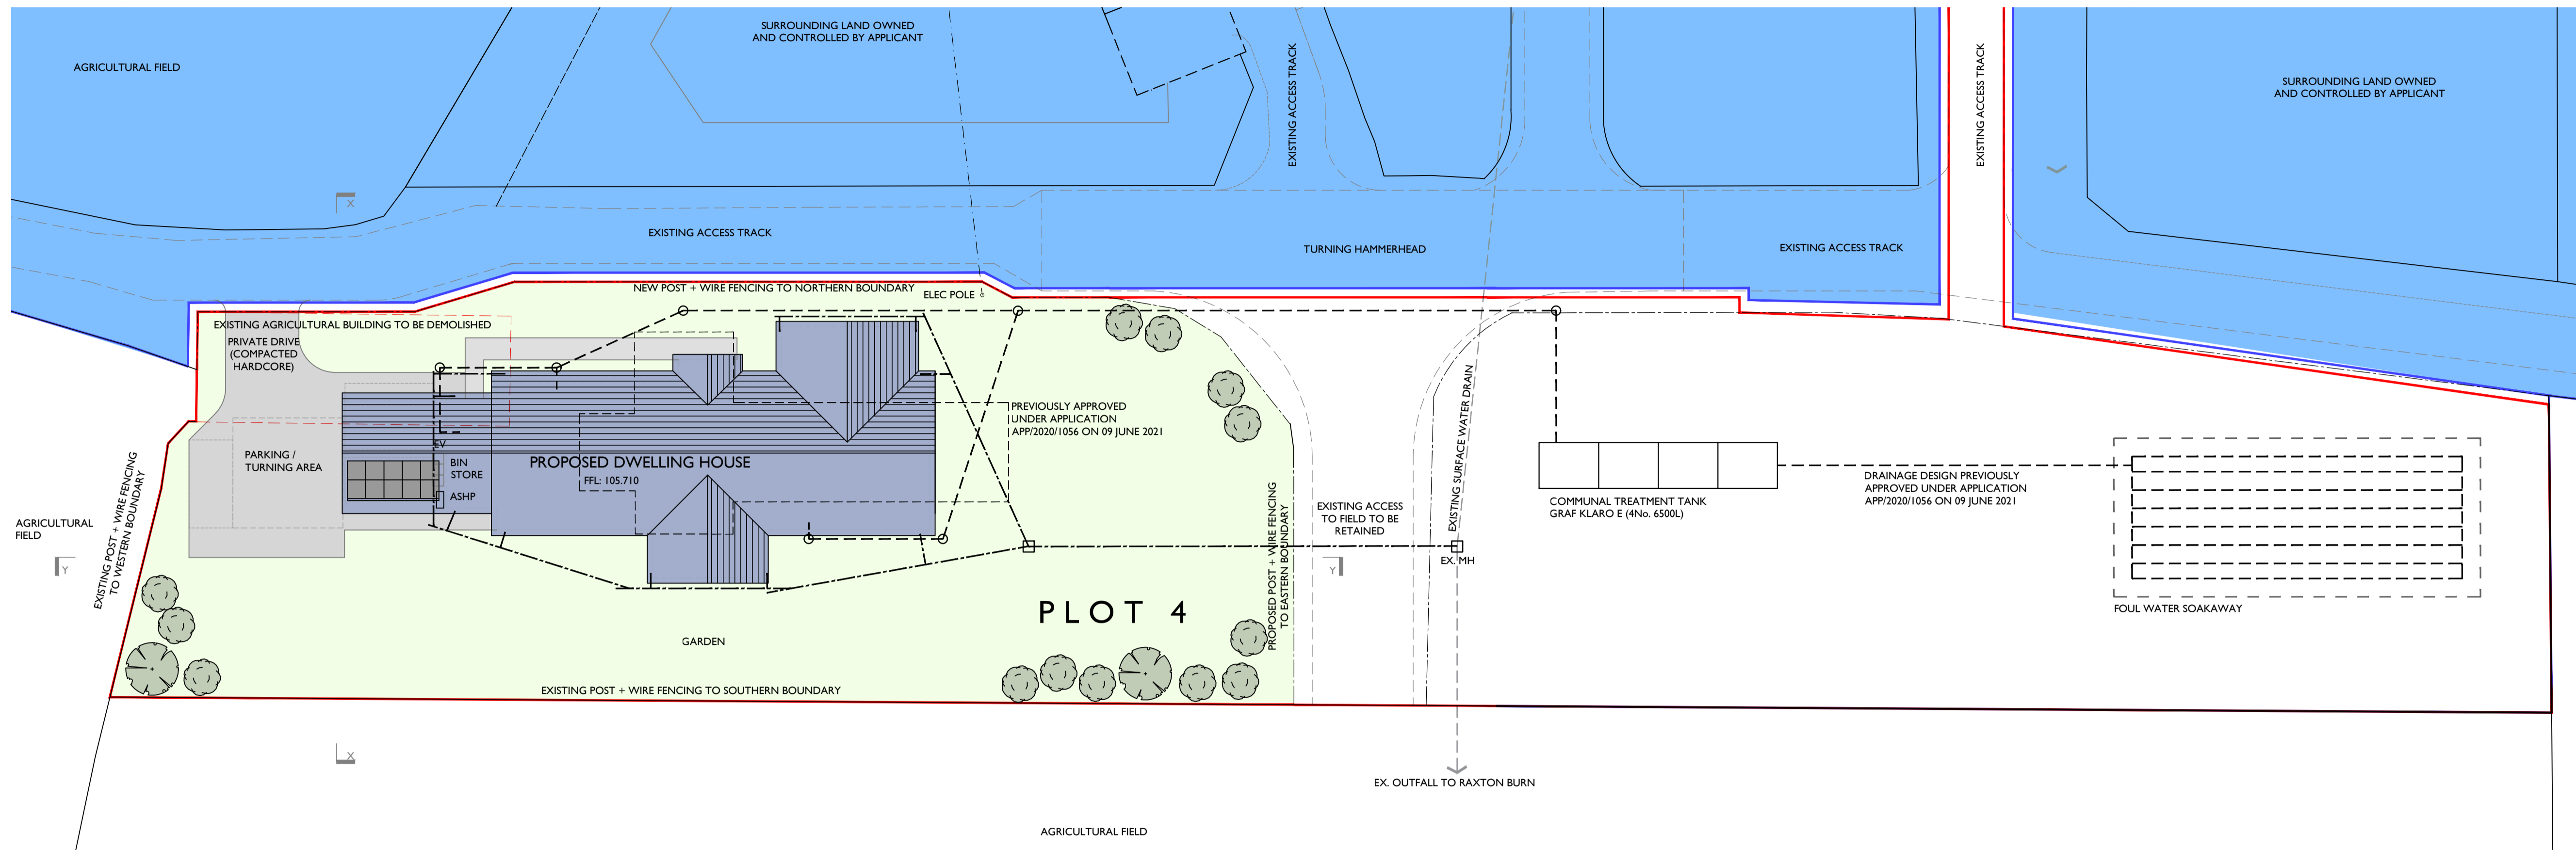 SURROUNDING LAND OWNED
AND CONTROLLED BY APPLICANT
AGRICULTURAL FIELD
EXISTING ACCESS TRACK
EXISTING ACCESS TRACK
SURROUNDING LAND OWNED
AND CONTROLLED BY APPLICANT
X
EXISTING ACCESS TRACK
TURNING HAMMERHEAD
EXISTING ACCESS TRACK
NEW POST + WIRE FENCING TO NORTHERN BOUNDARY
ELEC POLE
EXISTING AGRICULTURAL BUILDING TO BE DEMOLISHED
PRIVATE DRIVE
(COMPACTED
HARDCORE)
PREVIOUSLY APPROVED
UNDER APPLICATION
APP/2020/1056 ON 09 JUNE 2021
EXISTING SURFACE WATER DRAIN
EV
PARKING /
TURNING AREA
BIN
STORE
ASHP
PROPOSED DWELLING HOUSE
FFL: 105.710
DRAINAGE DESIGN PREVIOUSLY
APPROVED UNDER APPLICATION
APP/2020/1056 ON 09 JUNE 2021
COMMUNAL TREATMENT TANK
GRAF KLARO E (4No. 6500L)
EXISTING ACCESS
TO FIELD TO BE
RETAINED
AGRICULTURAL
FIELD
EXISTING POST + WIRE FENCING
TO WESTERN BOUNDARY
PROPOSED POST + WIRE FENCING
TO EASTERN BOUNDARY
Y
Y
EX. MH
PLOT 4
FOUL WATER SOAKAWAY
GARDEN
EXISTING POST + WIRE FENCING TO SOUTHERN BOUNDARY
X
EX. OUTFALL TO RAXTON BURN
AGRICULTURAL FIELD